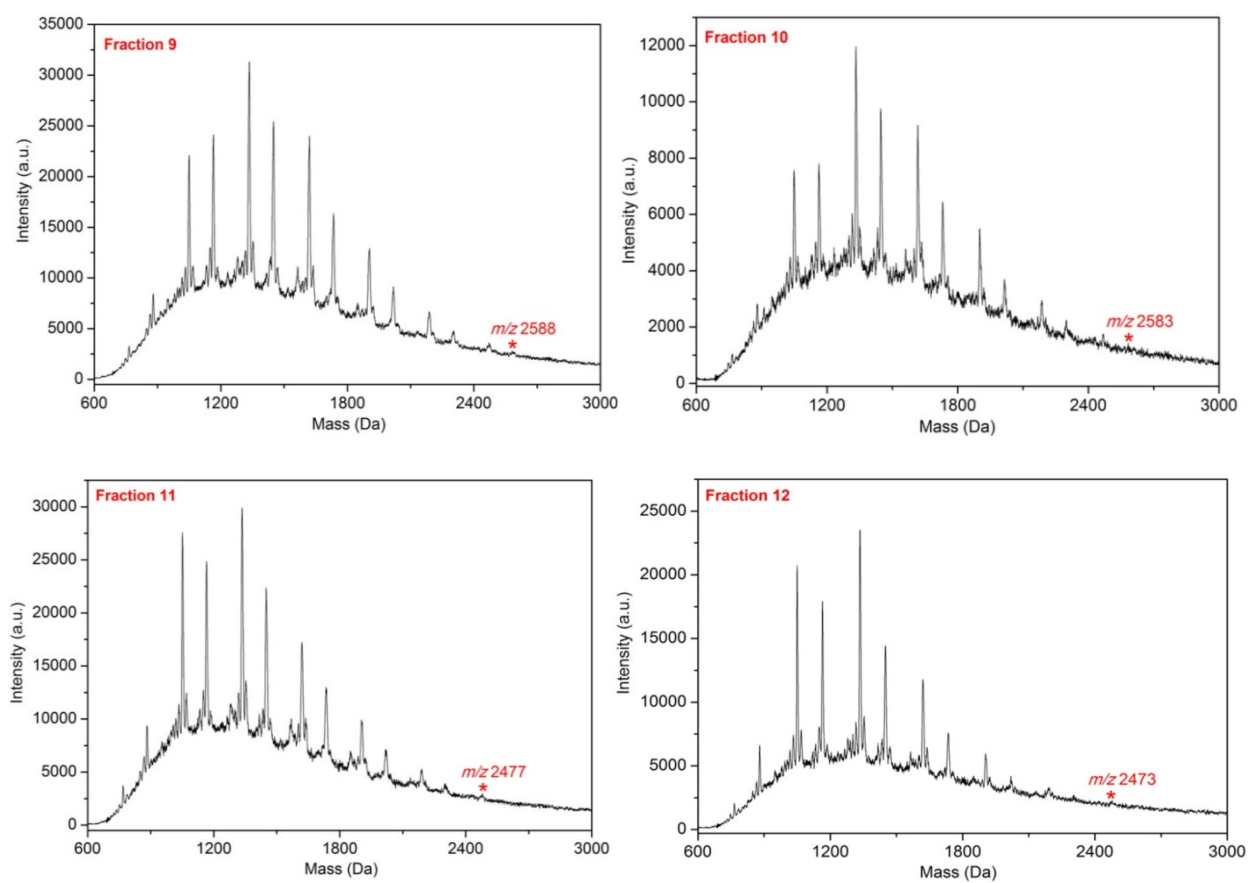 Fraction 9
35000
30000
25000
20000
15000
10000
5000
0
Intensity (a.u.)
m/z 2588
*
600 1200 1800 2400 3000
Mass (Da)
Fraction 10
12000
10000
8000
6000
4000
2000
0
Intensity (a.u.)
m/z 2583
*
600 1200 1800 2400 3000
Mass (Da)
Fraction 11
30000
25000
20000
15000
10000
5000
0
Intensity (a.u.)
m/z 2477
*
600 1200 1800 2400 3000
Mass (Da)
Fraction 12
25000
20000
15000
10000
5000
0
Intensity (a.u.)
m/z 2473
*
600 1200 1800 2400 3000
Mass (Da)